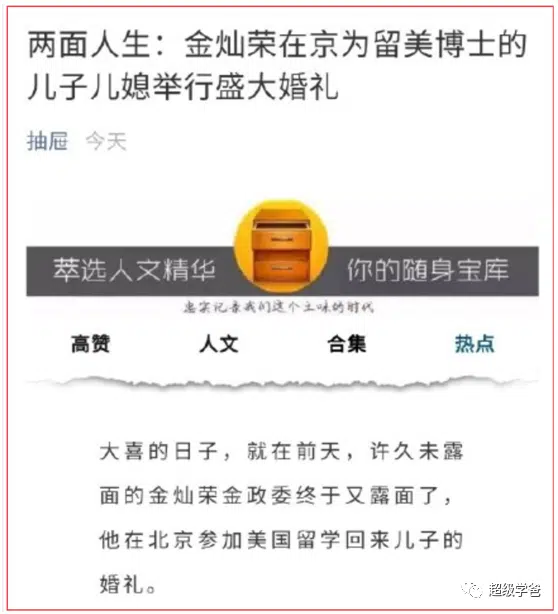 两面人生：金灿荣在京为留美博士的
儿子儿媳举行盛大婚礼
抽屉 今天
萃选人文精华 你的随身宝库
忠实记录我们这个五味的时代
高赞 人文 合集 热点
大喜的日子，就在前天，许久未露
面的金灿荣金政委终于又露面了，
他在北京参加美国留学回来儿子的
婚礼。
超级学爸